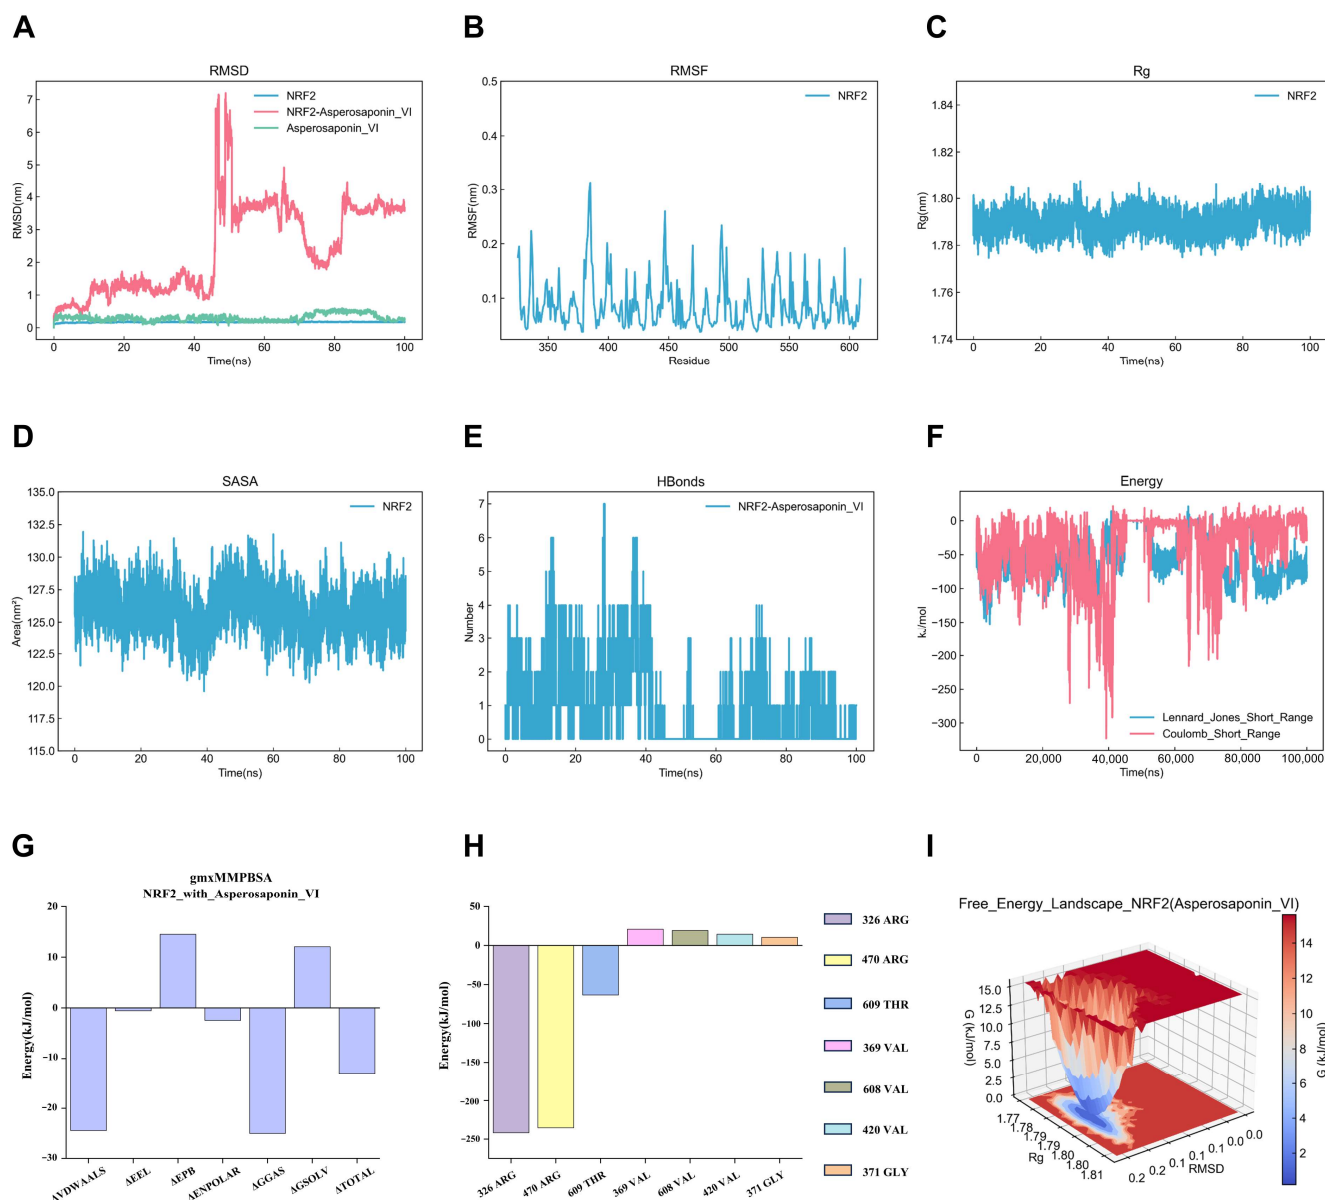 A
RMSD
NRF2
NRF2-Asperosaponin_VI
Asperosaponin_VI
RMSD(nm)
7
6
5
4
3
2
1
0
0 20 40 60 80 100
Time(ns)
B
RMSF
NRF2
RMSF(nm)
0.5
0.4
0.3
0.2
0.1
350 400 450 500 550 600
Residue
C
Rg
NRF2
Rg(nm)
1.84
1.82
1.80
1.78
1.76
1.74
0 20 40 60 80 100
Time(ns)
D
SASA
NRF2
Area(nm²)
135.0
132.5
130.0
127.5
125.0
122.5
120.0
117.5
115.0
0 20 40 60 80 100
Time(ns)
E
HBonds
NRF2-Asperosaponin_VI
Number
7
6
5
4
3
2
1
0
0 20 40 60 80 100
Time(ns)
F
Energy
0
−50
−100
−150
−200
−250
−300
Lennard_Jones_Short_Range
Coulomb_Short_Range
0 20,000 40,000 60,000 80,000 100,000
Time(ns)
G
gmxMMPBSA
NRF2_with_Asperosaponin_VI
Energy(kJ/mol)
20
10
0
−10
−20
−30
ΔVDWAALS ΔEEL ΔEPB ΔENPOLAR ΔGGAS ΔGSOLV ΔTOTAL
H
Energy(kJ/mol)
50
0
−50
−100
−150
−200
−250
326 ARG 470 ARG 609 THR 369 VAL 608 VAL 420 VAL 371 GLY
326 ARG
470 ARG
609 THR
369 VAL
608 VAL
420 VAL
371 GLY
I
Free_Energy_Landscape_NRF2(Asperosaponin_VI)
G (kJ/mol)
15.0
12.5
10.0
7.5
5.0
2.5
0.0
1.77
1.78
1.79
1.79
1.80
1.81
Rg
0.2
0.2
0.1
0.1
0.0
0.0
RMSD
14
12
10
8
6
4
2
G (kJ/mol)